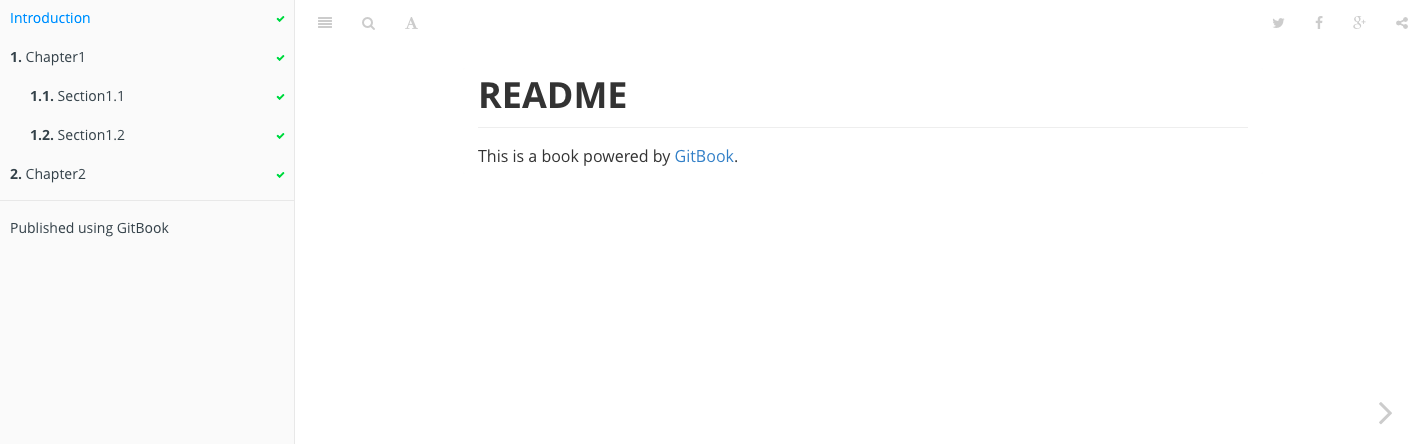 Introduction
1. Chapter1
1.1. Section1.1
1.2. Section1.2
2. Chapter2
Published using GitBook
A
README
This is a book powered by GitBook.